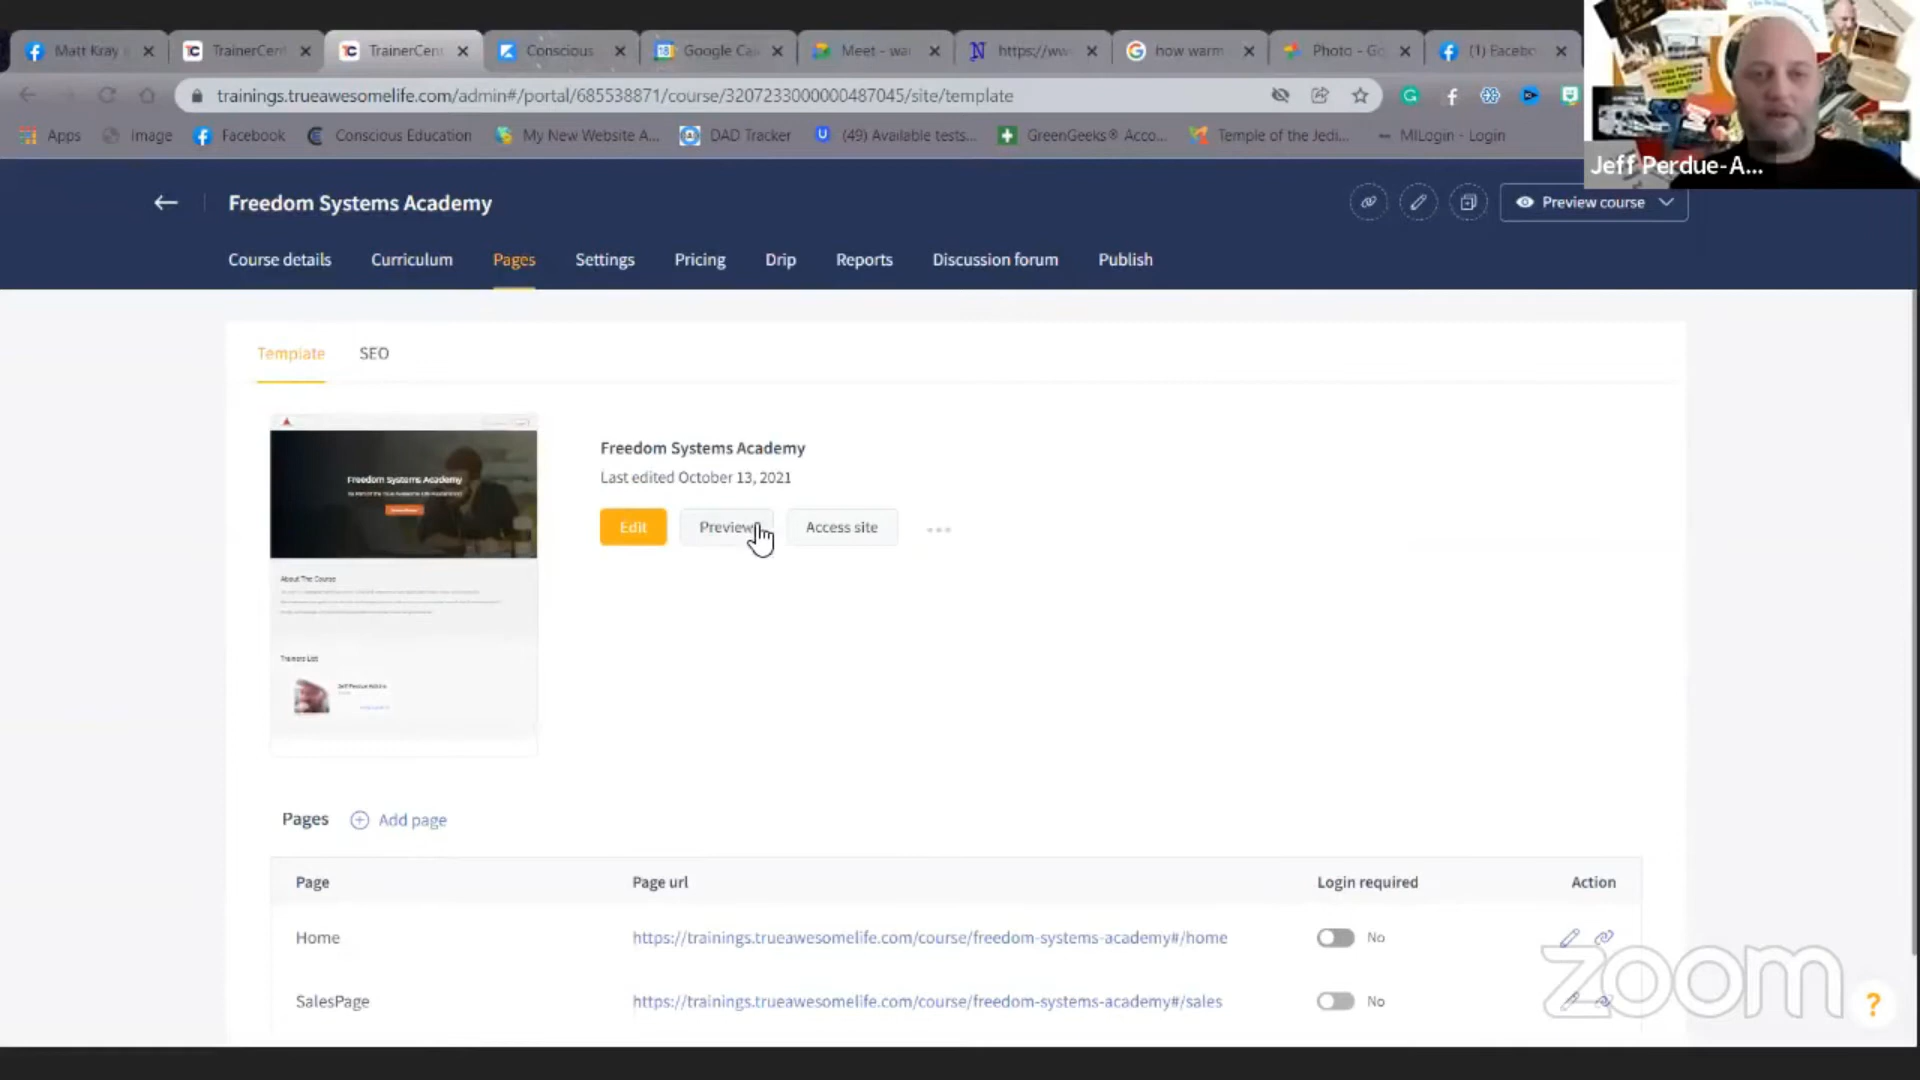 Matt Kray
TrainerCent
TrainerCent
Conscious
Google Ca
Meet - wa
https://ww
how warm
Photo - Go
(1) Facebo
trainings.trueawesomelife.com/admin#/portal/685538871/course/3207233000000487045/site/template
Apps
Image
Facebook
Conscious Education
My New Website A...
DAD Tracker
(49) Available tests...
GreenGeeks® Acco...
Temple of the Jedi...
MILogin - Login
Jeff Perdue-A...
Freedom Systems Academy
Preview course
Course details
Curriculum
Pages
Settings
Pricing
Drip
Reports
Discussion forum
Publish
Template
SEO
Freedom Systems Academy
About The Course
Trainers List
Freedom Systems Academy
Last edited October 13, 2021
Edit
Preview
Access site
Pages
Add page
Page
Page url
Login required
Action
Home
https://trainings.trueawesomelife.com/course/freedom-systems-academy#/home
No
SalesPage
https://trainings.trueawesomelife.com/course/freedom-systems-academy#/sales
No
zoom
?